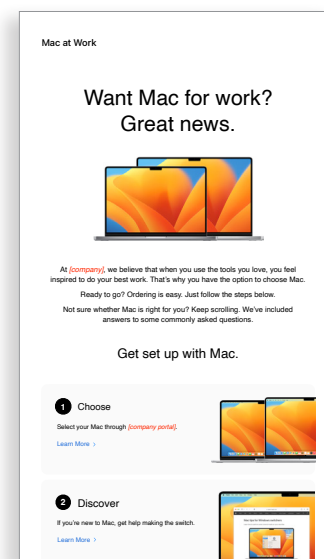 Mac at Work
Want Mac for work?
Great news.
At [company], we believe that when you use the tools you love, you feel
inspired to do your best work. That's why you have the option to choose Mac.
Ready to go? Ordering is easy. Just follow the steps below.
Not sure whether Mac is right for you? Keep scrolling. We've included
answers to some commonly asked questions.
Get set up with Mac.
1 Choose
Select your Mac through [company portal].
Learn More >
2 Discover
If you're new to Mac, get help making the switch.
Learn More >